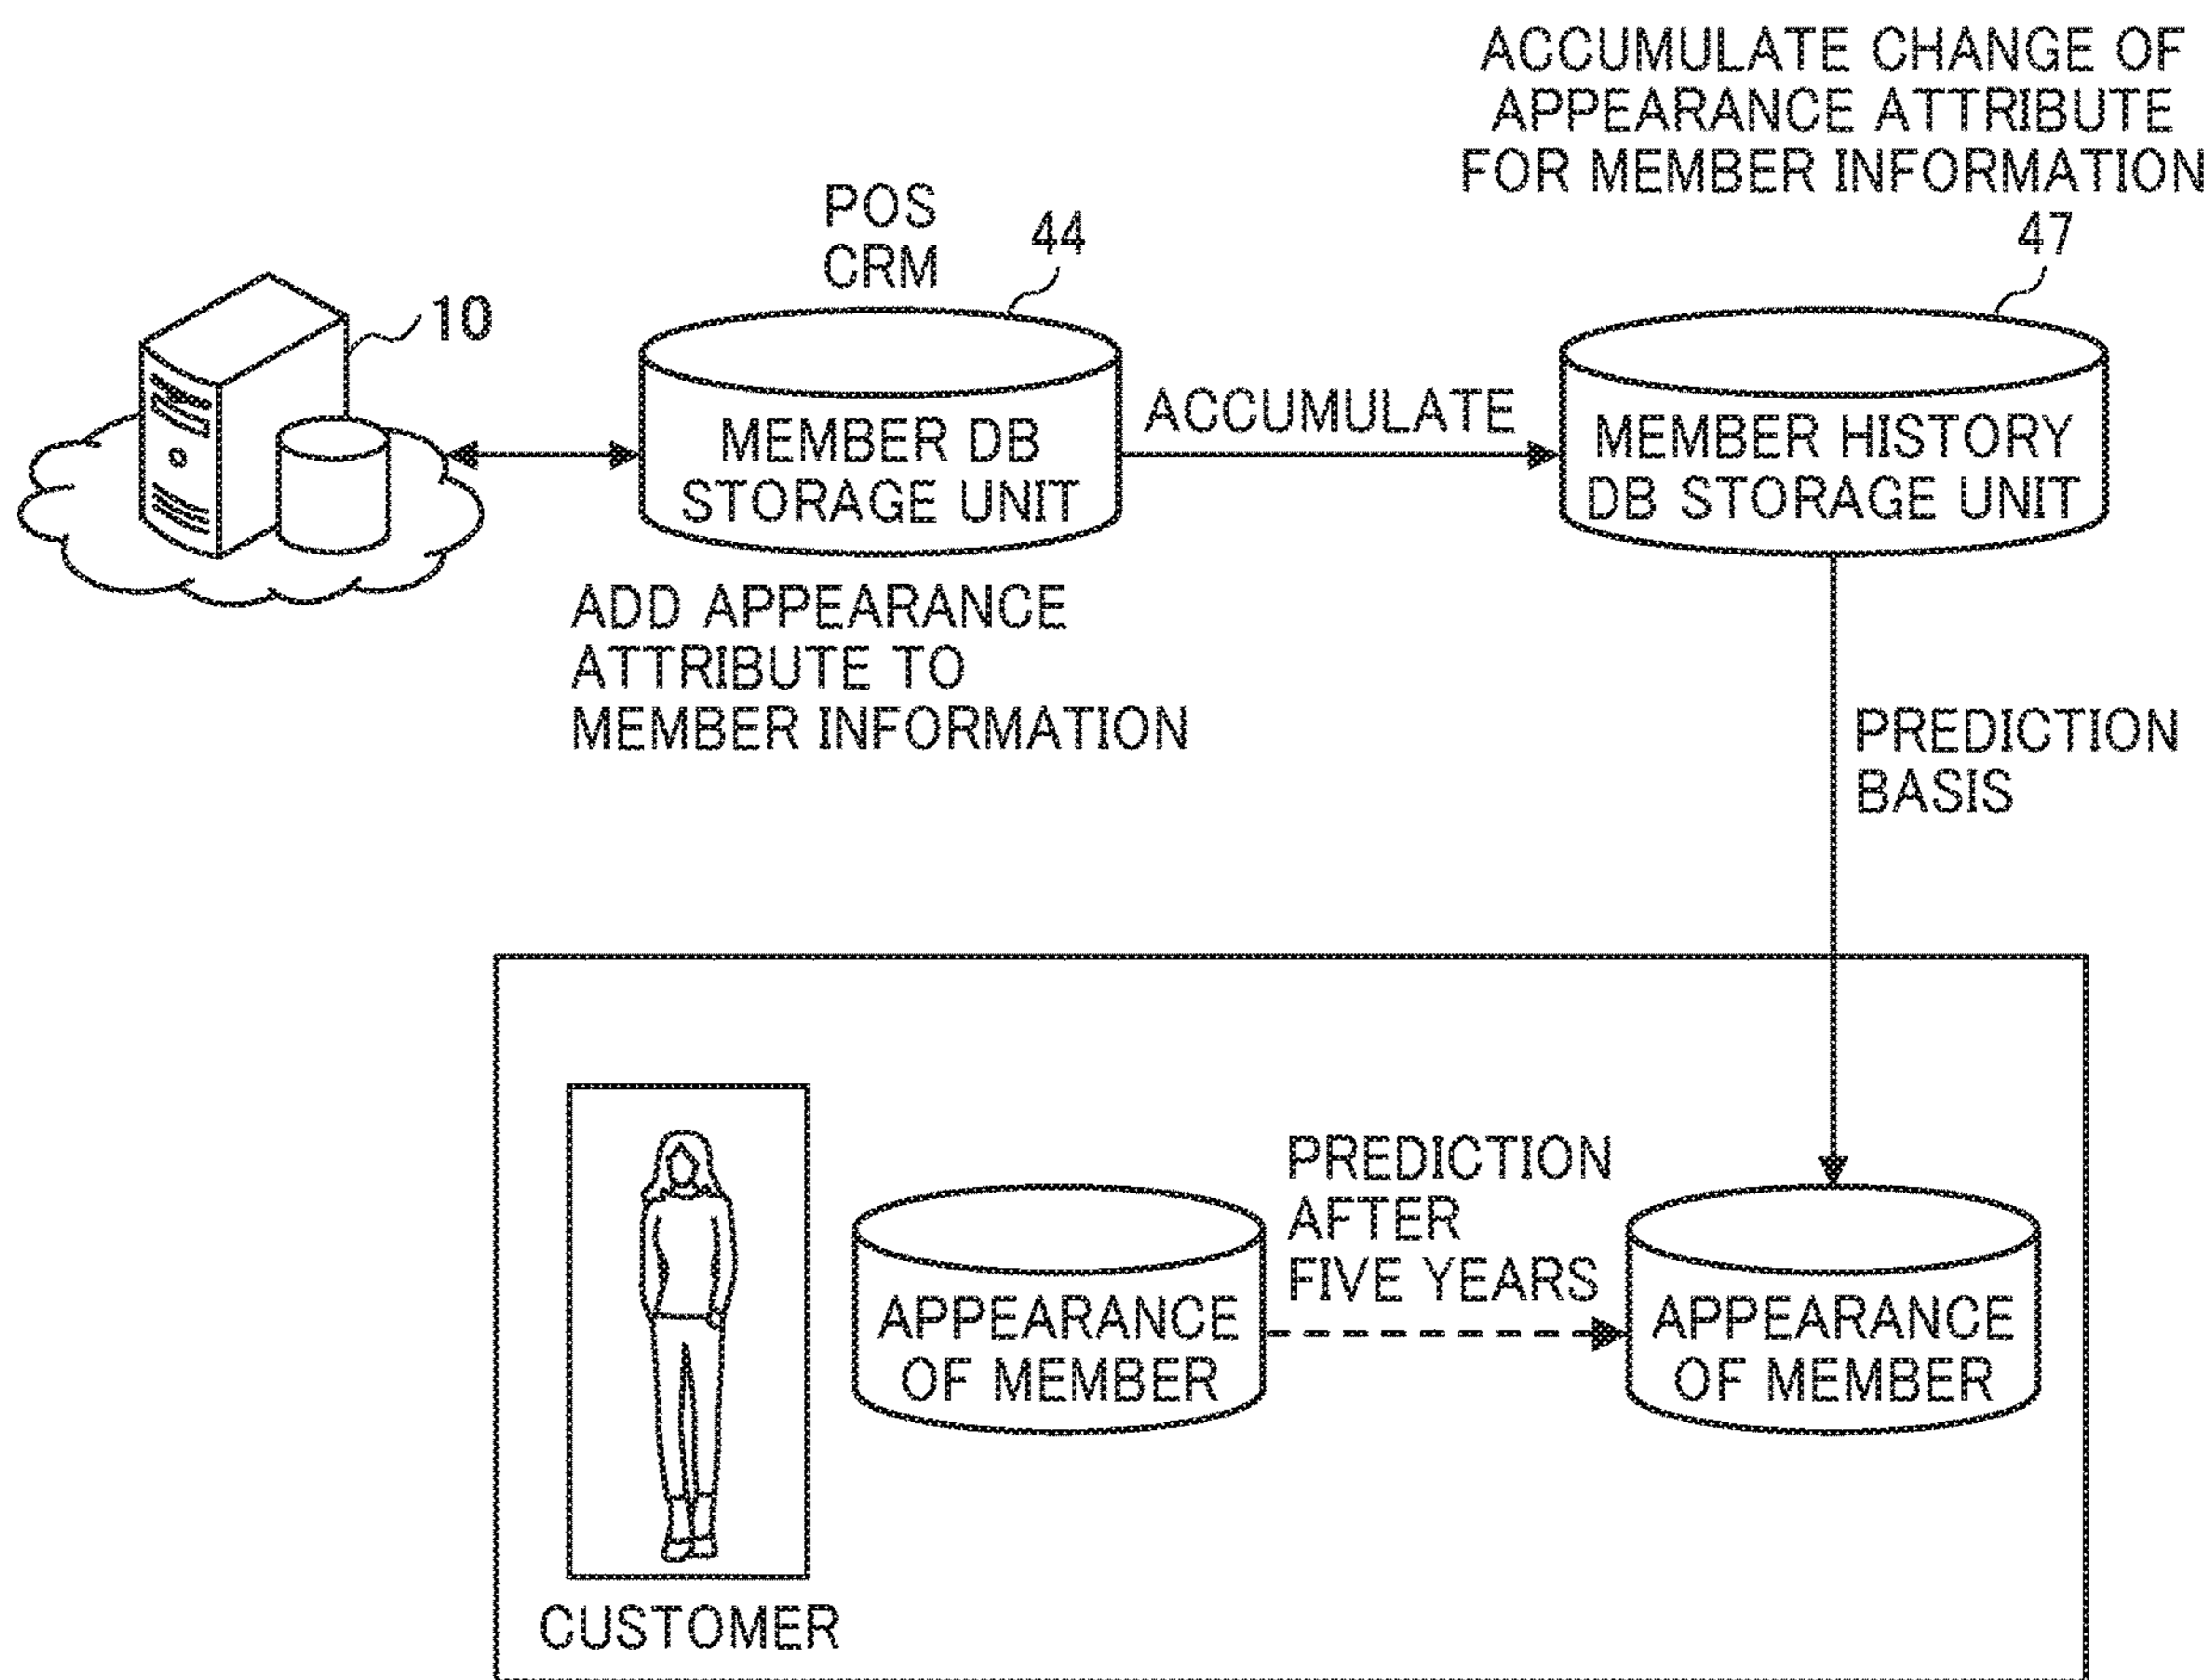 ACCUMULATE CHANGE OF
APPEARANCE ATTRIBUTE
FOR MEMBER INFORMATION
47
POS
CRM
44
10
MEMBER DB
STORAGE UNIT
ACCUMULATE
MEMBER HISTORY
DB STORAGE UNIT
ADD APPEARANCE
ATTRIBUTE TO
MEMBER INFORMATION
PREDICTION
BASIS
PREDICTION
AFTER
FIVE YEARS
APPEARANCE
OF MEMBER
APPEARANCE
OF MEMBER
CUSTOMER